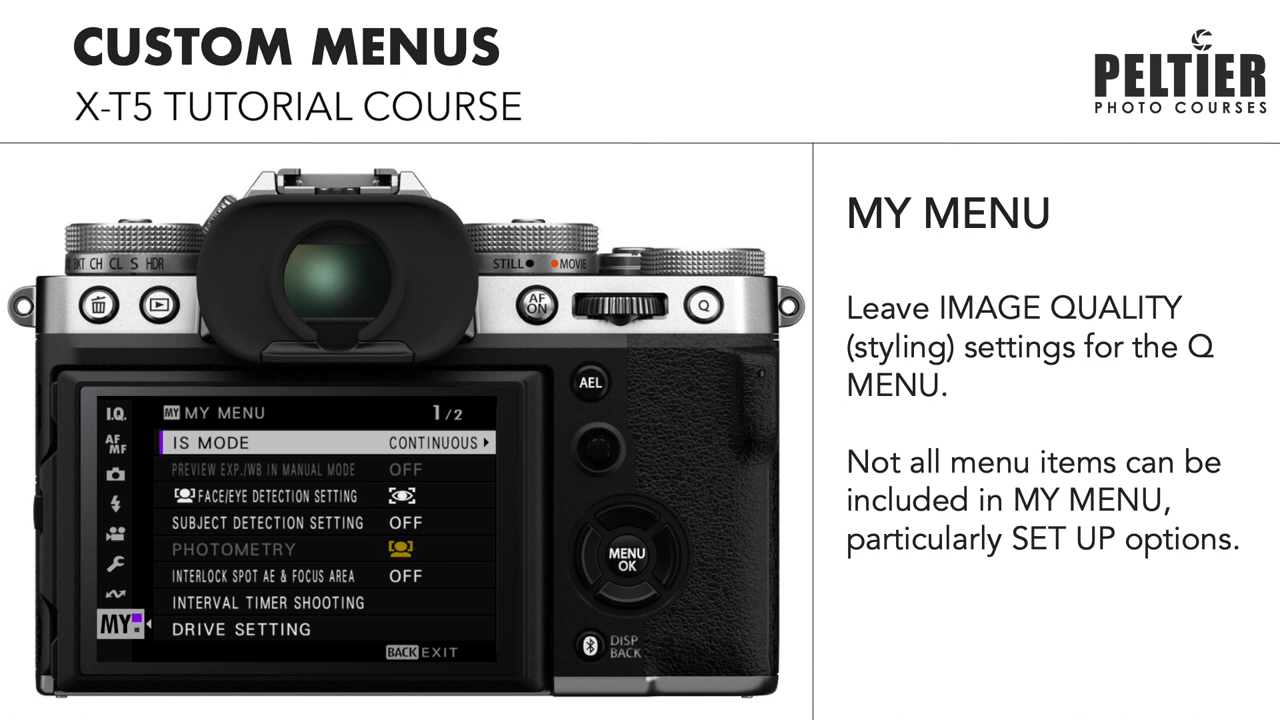 CUSTOM MENUS
X-T5 TUTORIAL COURSE
PELTIER
PHOTO COURSES
BKT CH CL S HDR
STILL MOVIE
AF
ON
Q
AEL
MENU
OK
DISP
BACK
I.Q.
AF
MF
MY
MY MY MENU 1/2
IS MODE CONTINUOUS
PREVIEW EXP./WB IN MANUAL MODE OFF
FACE/EYE DETECTION SETTING
SUBJECT DETECTION SETTING OFF
PHOTOMETRY
INTERLOCK SPOT AE & FOCUS AREA OFF
INTERVAL TIMER SHOOTING
DRIVE SETTING
BACK EXIT
MY MENU
Leave IMAGE QUALITY
(styling) settings for the Q
MENU.
Not all menu items can be
included in MY MENU,
particularly SET UP options.